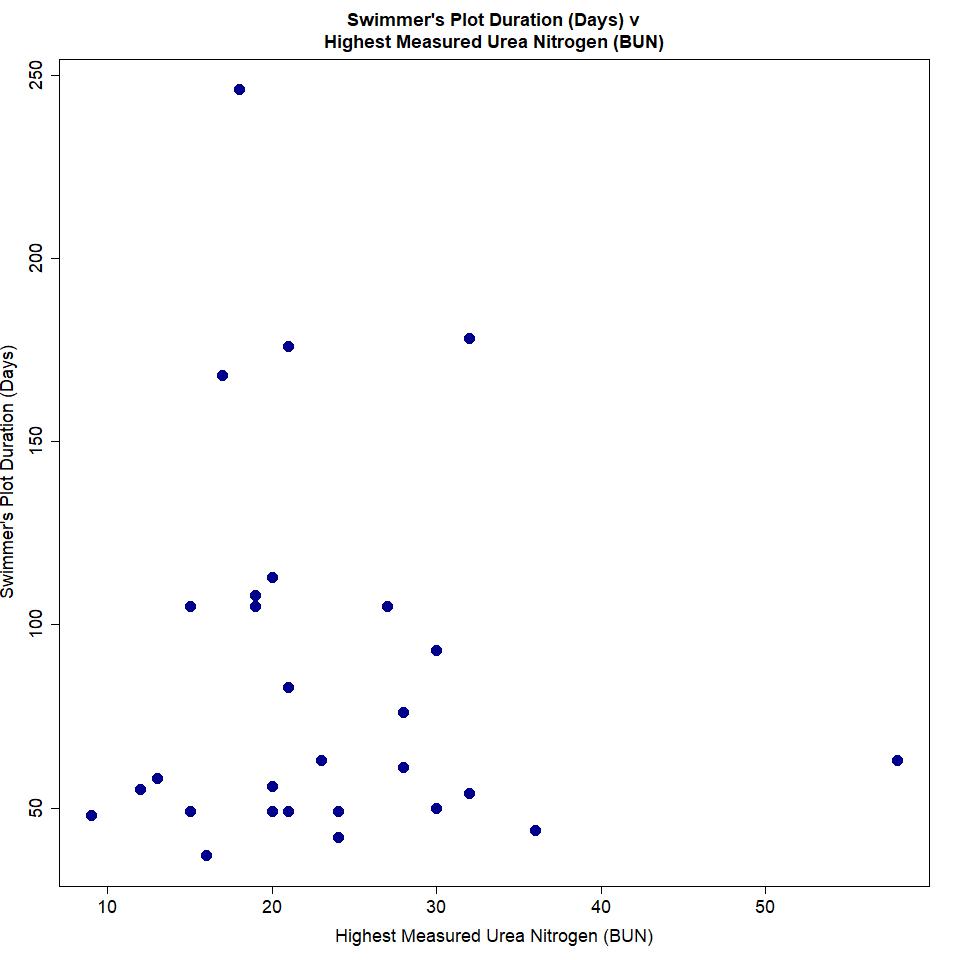 Swimmer's Plot Duration (Days) v
Highest Measured Urea Nitrogen (BUN)
250
200
150
100
50
Swimmer's Plot Duration (Days)
10 20 30 40 50
Highest Measured Urea Nitrogen (BUN)